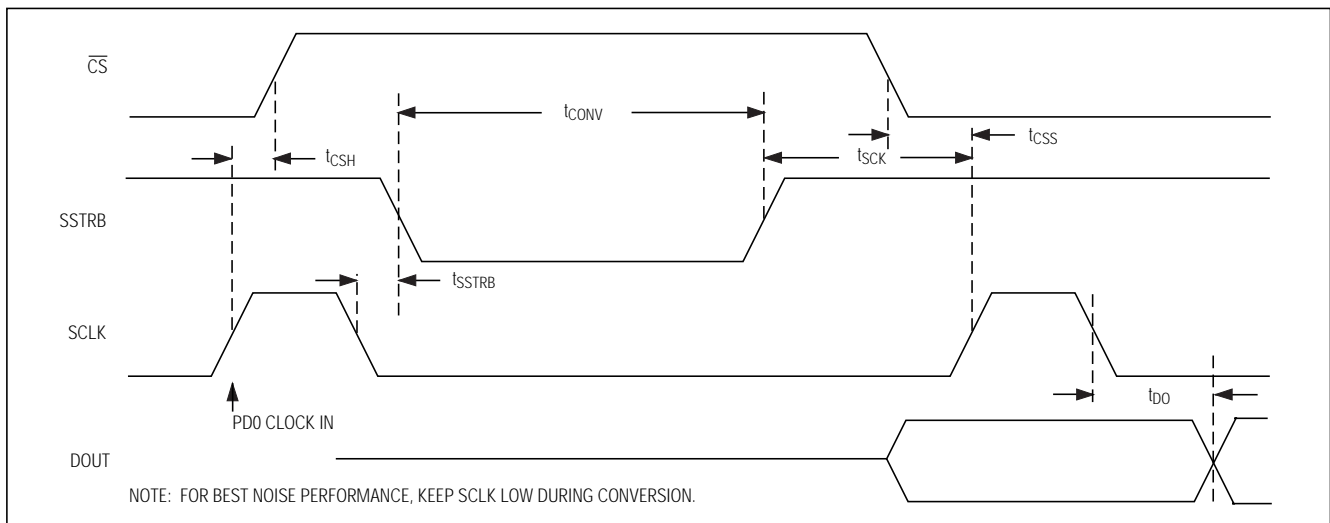 CS
tCONV
tCSS
tCSH
tSCK
SSTRB
tSSTRB
SCLK
tDO
PD0 CLOCK IN
DOUT
NOTE: FOR BEST NOISE PERFORMANCE, KEEP SCLK LOW DURING CONVERSION.